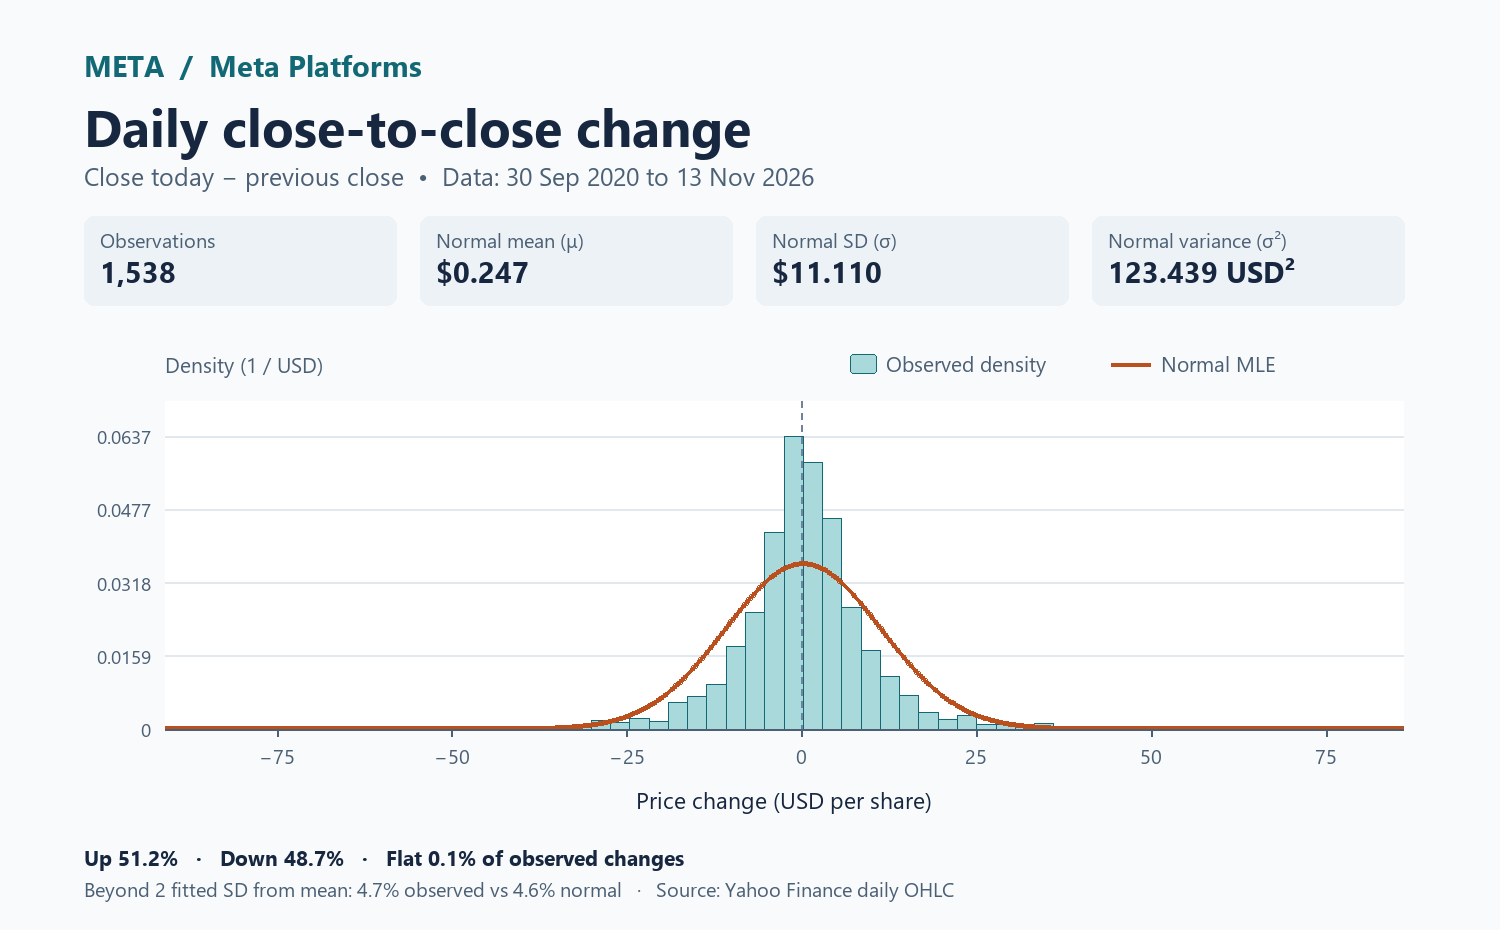 META / Meta Platforms
Daily close-to-close change
Close today − previous close • Data: 30 Sep 2020 to 13 Nov 2026
Observations
1,538
Normal mean (μ)
$0.247
Normal SD (σ)
$11.110
Normal variance (σ²)
123.439 USD²
Density (1 / USD)
Observed density
Normal MLE
0.0637
0.0477
0.0318
0.0159
0
−75
−50
−25
0
25
50
75
Price change (USD per share)
Up 51.2% · Down 48.7% · Flat 0.1% of observed changes
Beyond 2 fitted SD from mean: 4.7% observed vs 4.6% normal · Source: Yahoo Finance daily OHLC